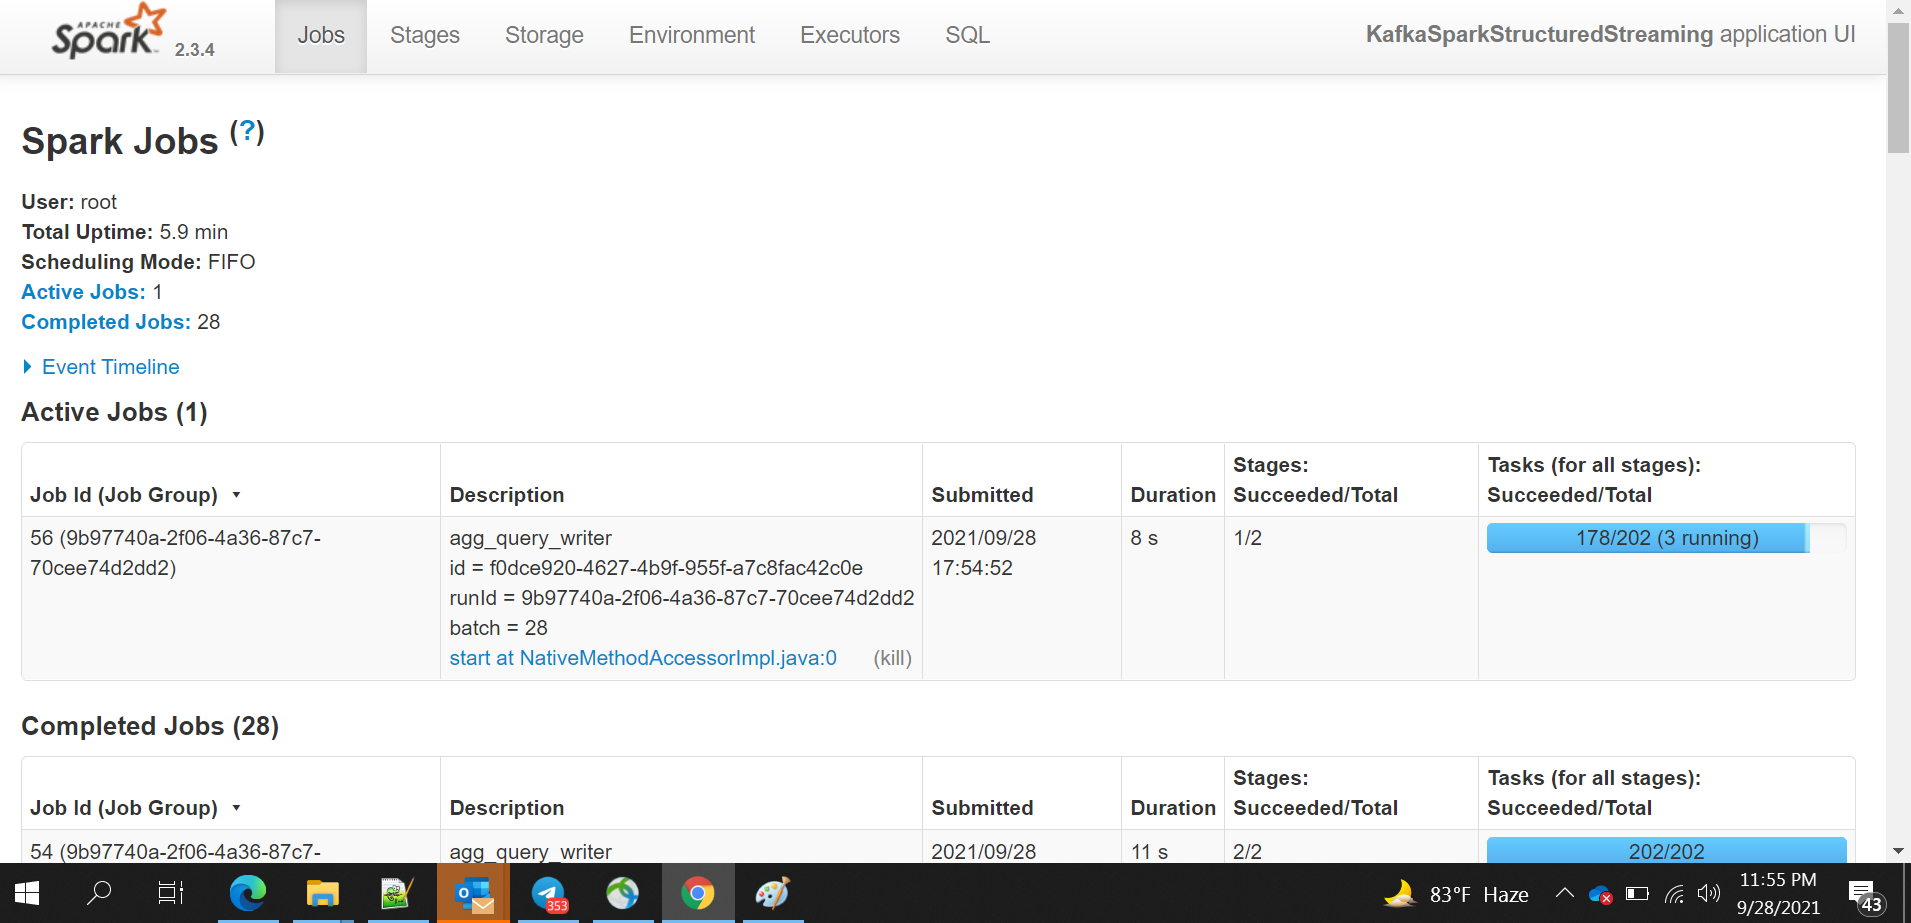 APACHE
Spark 2.3.4
Jobs
Stages
Storage
Environment
Executors
SQL
KafkaSparkStructuredStreaming application UI
Spark Jobs (?)
User: root
Total Uptime: 5.9 min
Scheduling Mode: FIFO
Active Jobs: 1
Completed Jobs: 28
Event Timeline
Active Jobs (1)
Job Id (Job Group)
Description
Submitted
Duration
Stages:
Succeeded/Total
Tasks (for all stages):
Succeeded/Total
56 (9b97740a-2f06-4a36-87c7-
70cee74d2dd2)
agg_query_writer
id = f0dce920-4627-4b9f-955f-a7c8fac42c0e
runId = 9b97740a-2f06-4a36-87c7-70cee74d2dd2
batch = 28
start at NativeMethodAccessorImpl.java:0 (kill)
2021/09/28
17:54:52
8 s
1/2
178/202 (3 running)
Completed Jobs (28)
Job Id (Job Group)
Description
Submitted
Duration
Stages:
Succeeded/Total
Tasks (for all stages):
Succeeded/Total
54 (9b97740a-2f06-4a36-87c7-
agg_query_writer
2021/09/28
11 s
2/2
202/202
353
83°F Haze
11:55 PM
9/28/2021
43